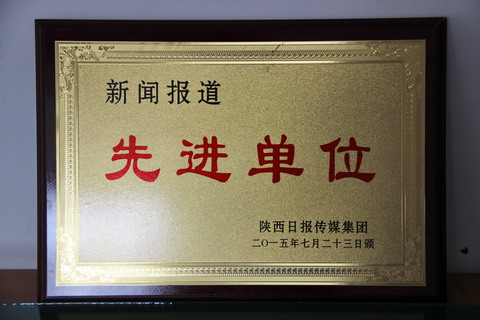 新闻报道
先进单位
陕西日报传媒集团
二〇一五年七月二十三日颁